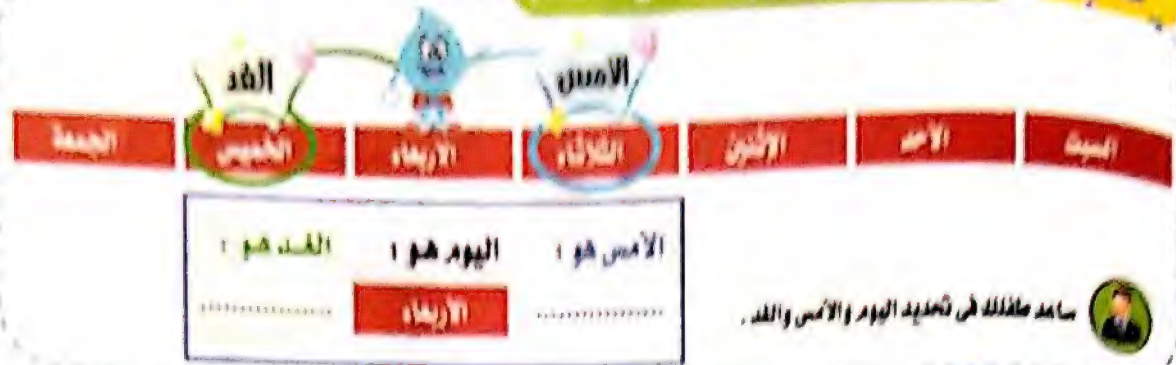 الأمس
الغد
السبت
الأحد
الاثنين
الثلاثاء
الأربعاء
الخميس
الجمعة
الأمس هو :
اليوم هو :
الغد هو :
....................
الأربعاء
....................
ساعد طفلك فى تحديد اليوم والأمس والغد .